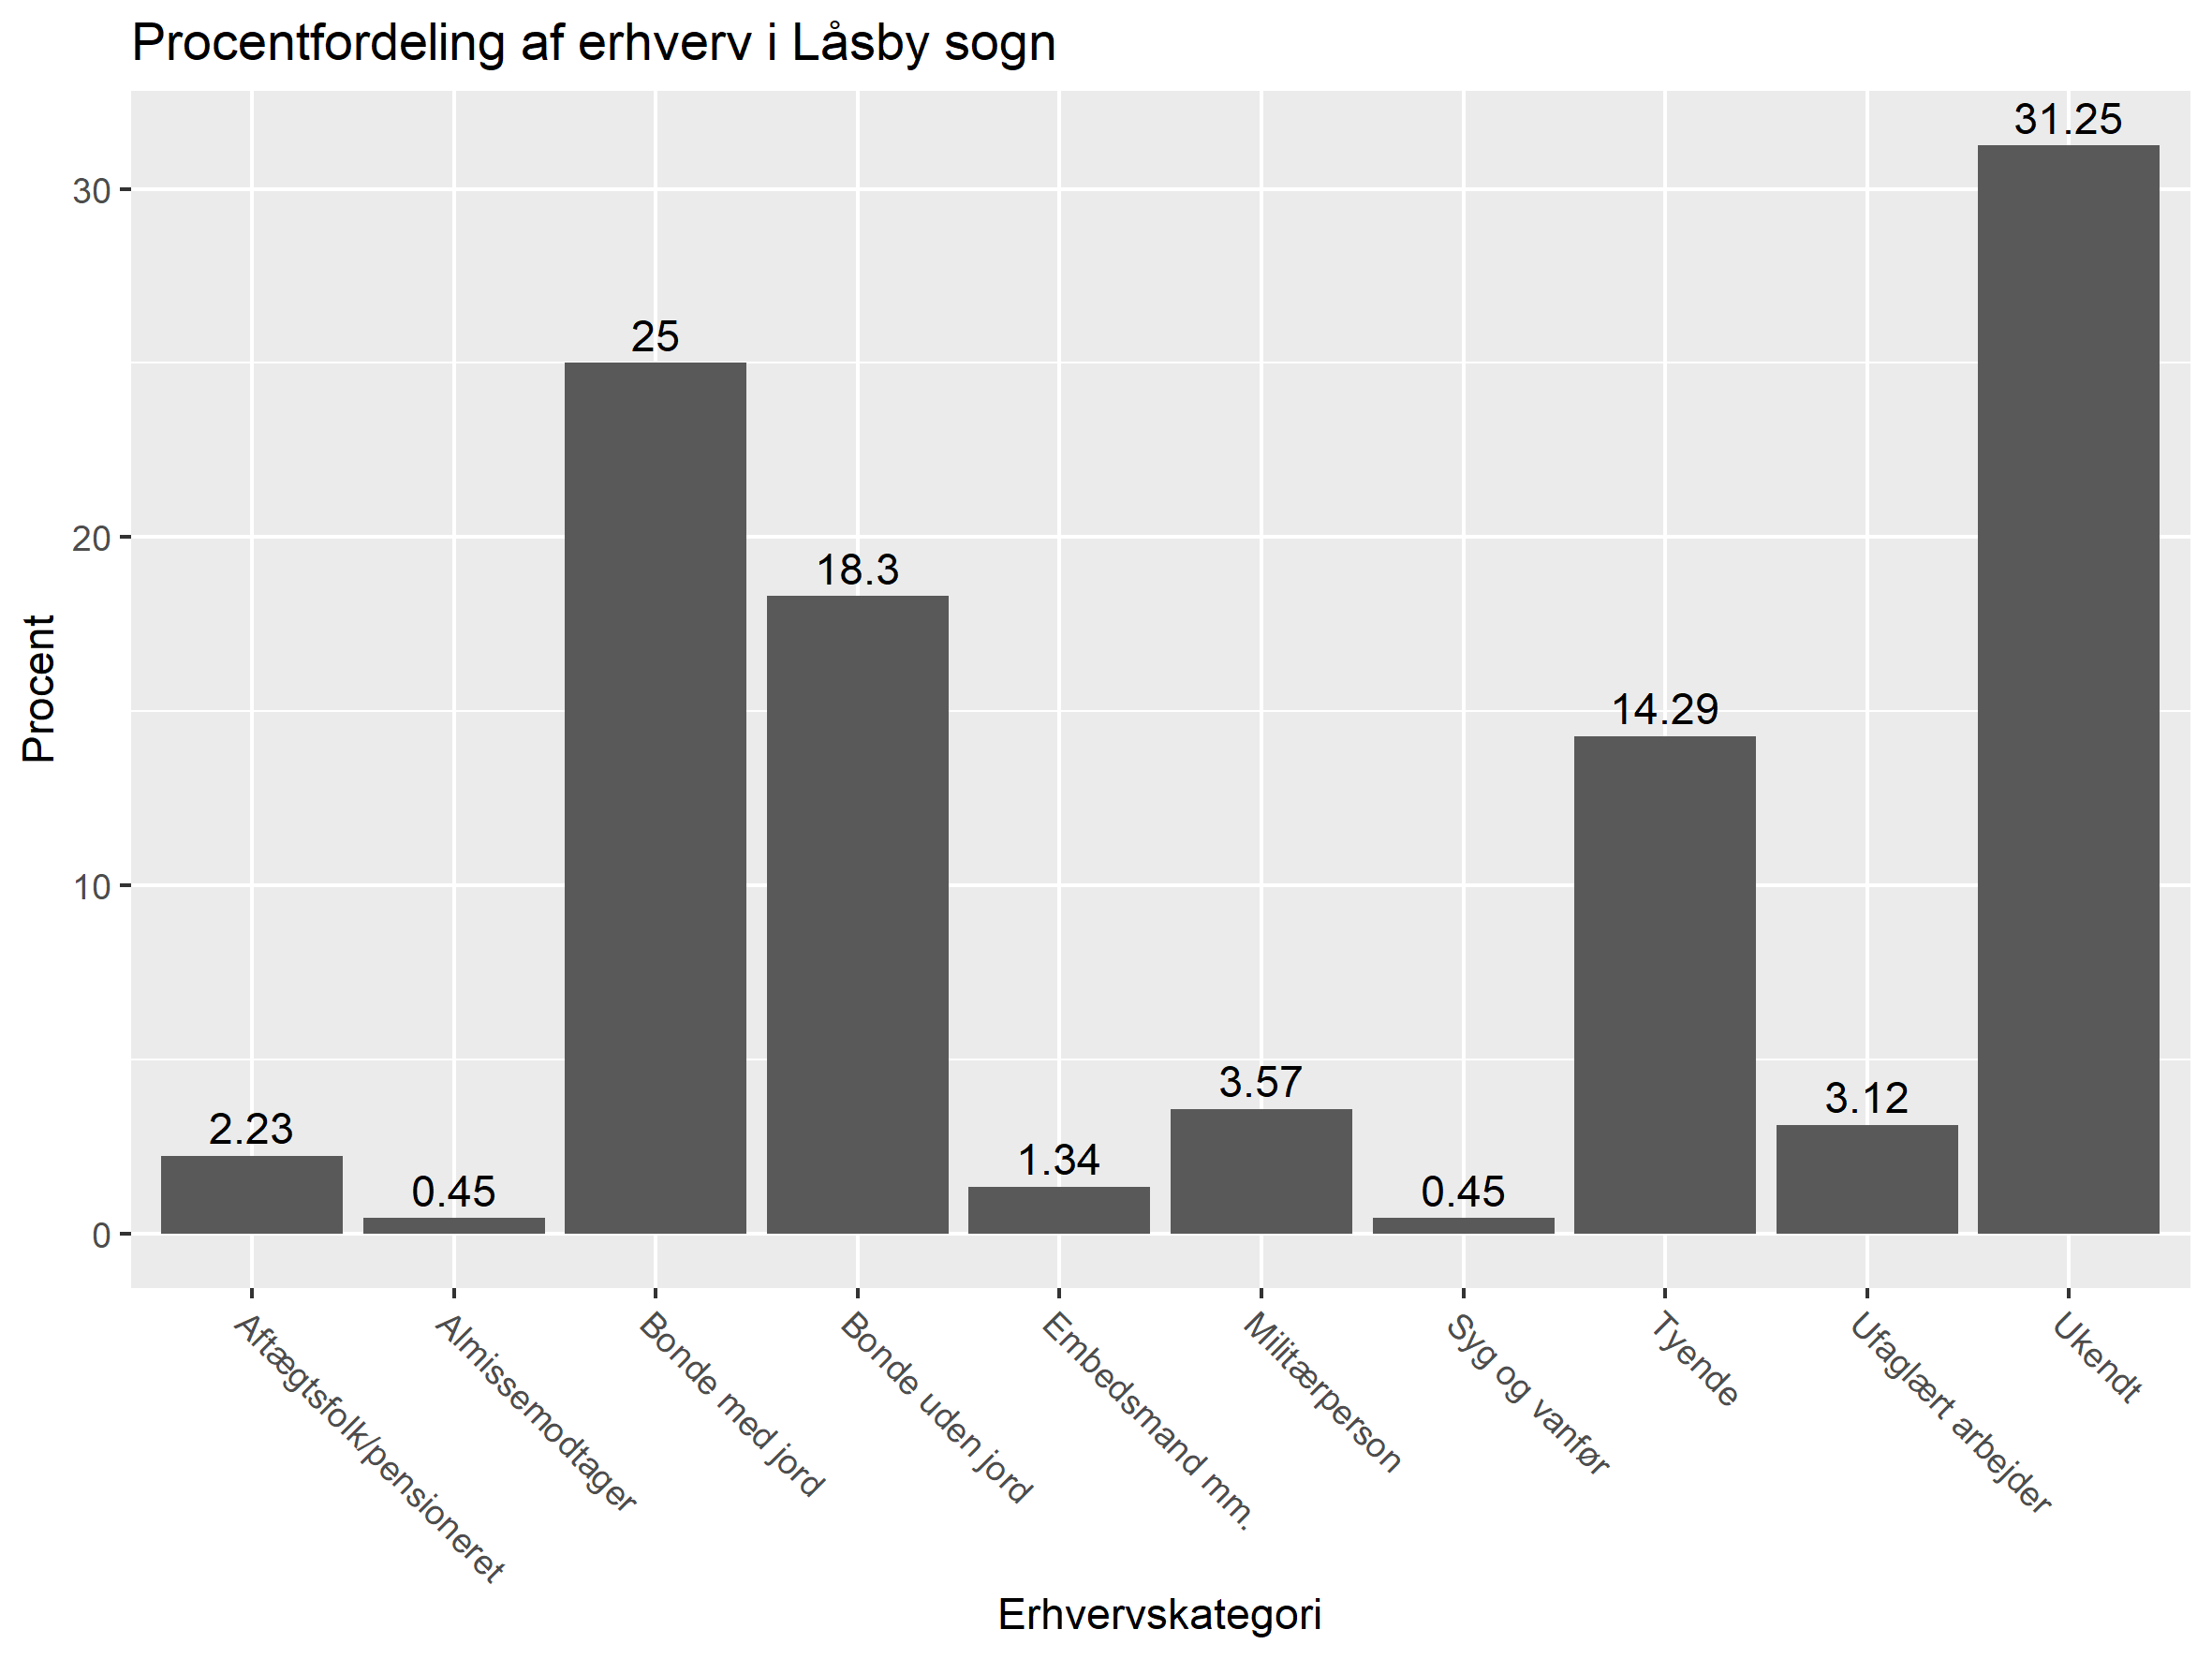 Procentfordeling af erhverv i Låsby sogn
31.25
30
25
20
18.3
14.29
10
3.57
3.12
2.23
1.34
0.45
0.45
0
Procent
Aftægtsfolk/pensioneret
Almissemodtager
Bonde med jord
Bonde uden jord
Embedsmand mm.
Militærperson
Syg og vanfør
Tyende
Ufaglært arbejder
Ukendt
Erhvervskategori